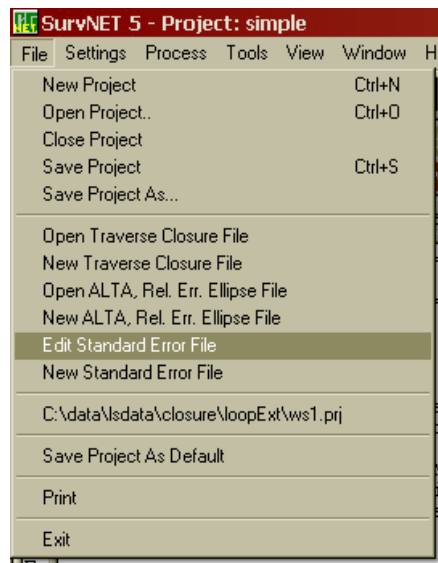 SurvNET 5 - Project: simple
File Settings Process Tools View Window H
New Project Ctrl+N
Open Project.. Ctrl+O
Close Project
Save Project Ctrl+S
Save Project As...
Open Traverse Closure File
New Traverse Closure File
Open ALTA, Rel. Err. Ellipse File
New ALTA, Rel. Err. Ellipse File
Edit Standard Error File
New Standard Error File
C:\data\lsdata\closure\loopExt\ws1.prj
Save Project As Default
Print
Exit